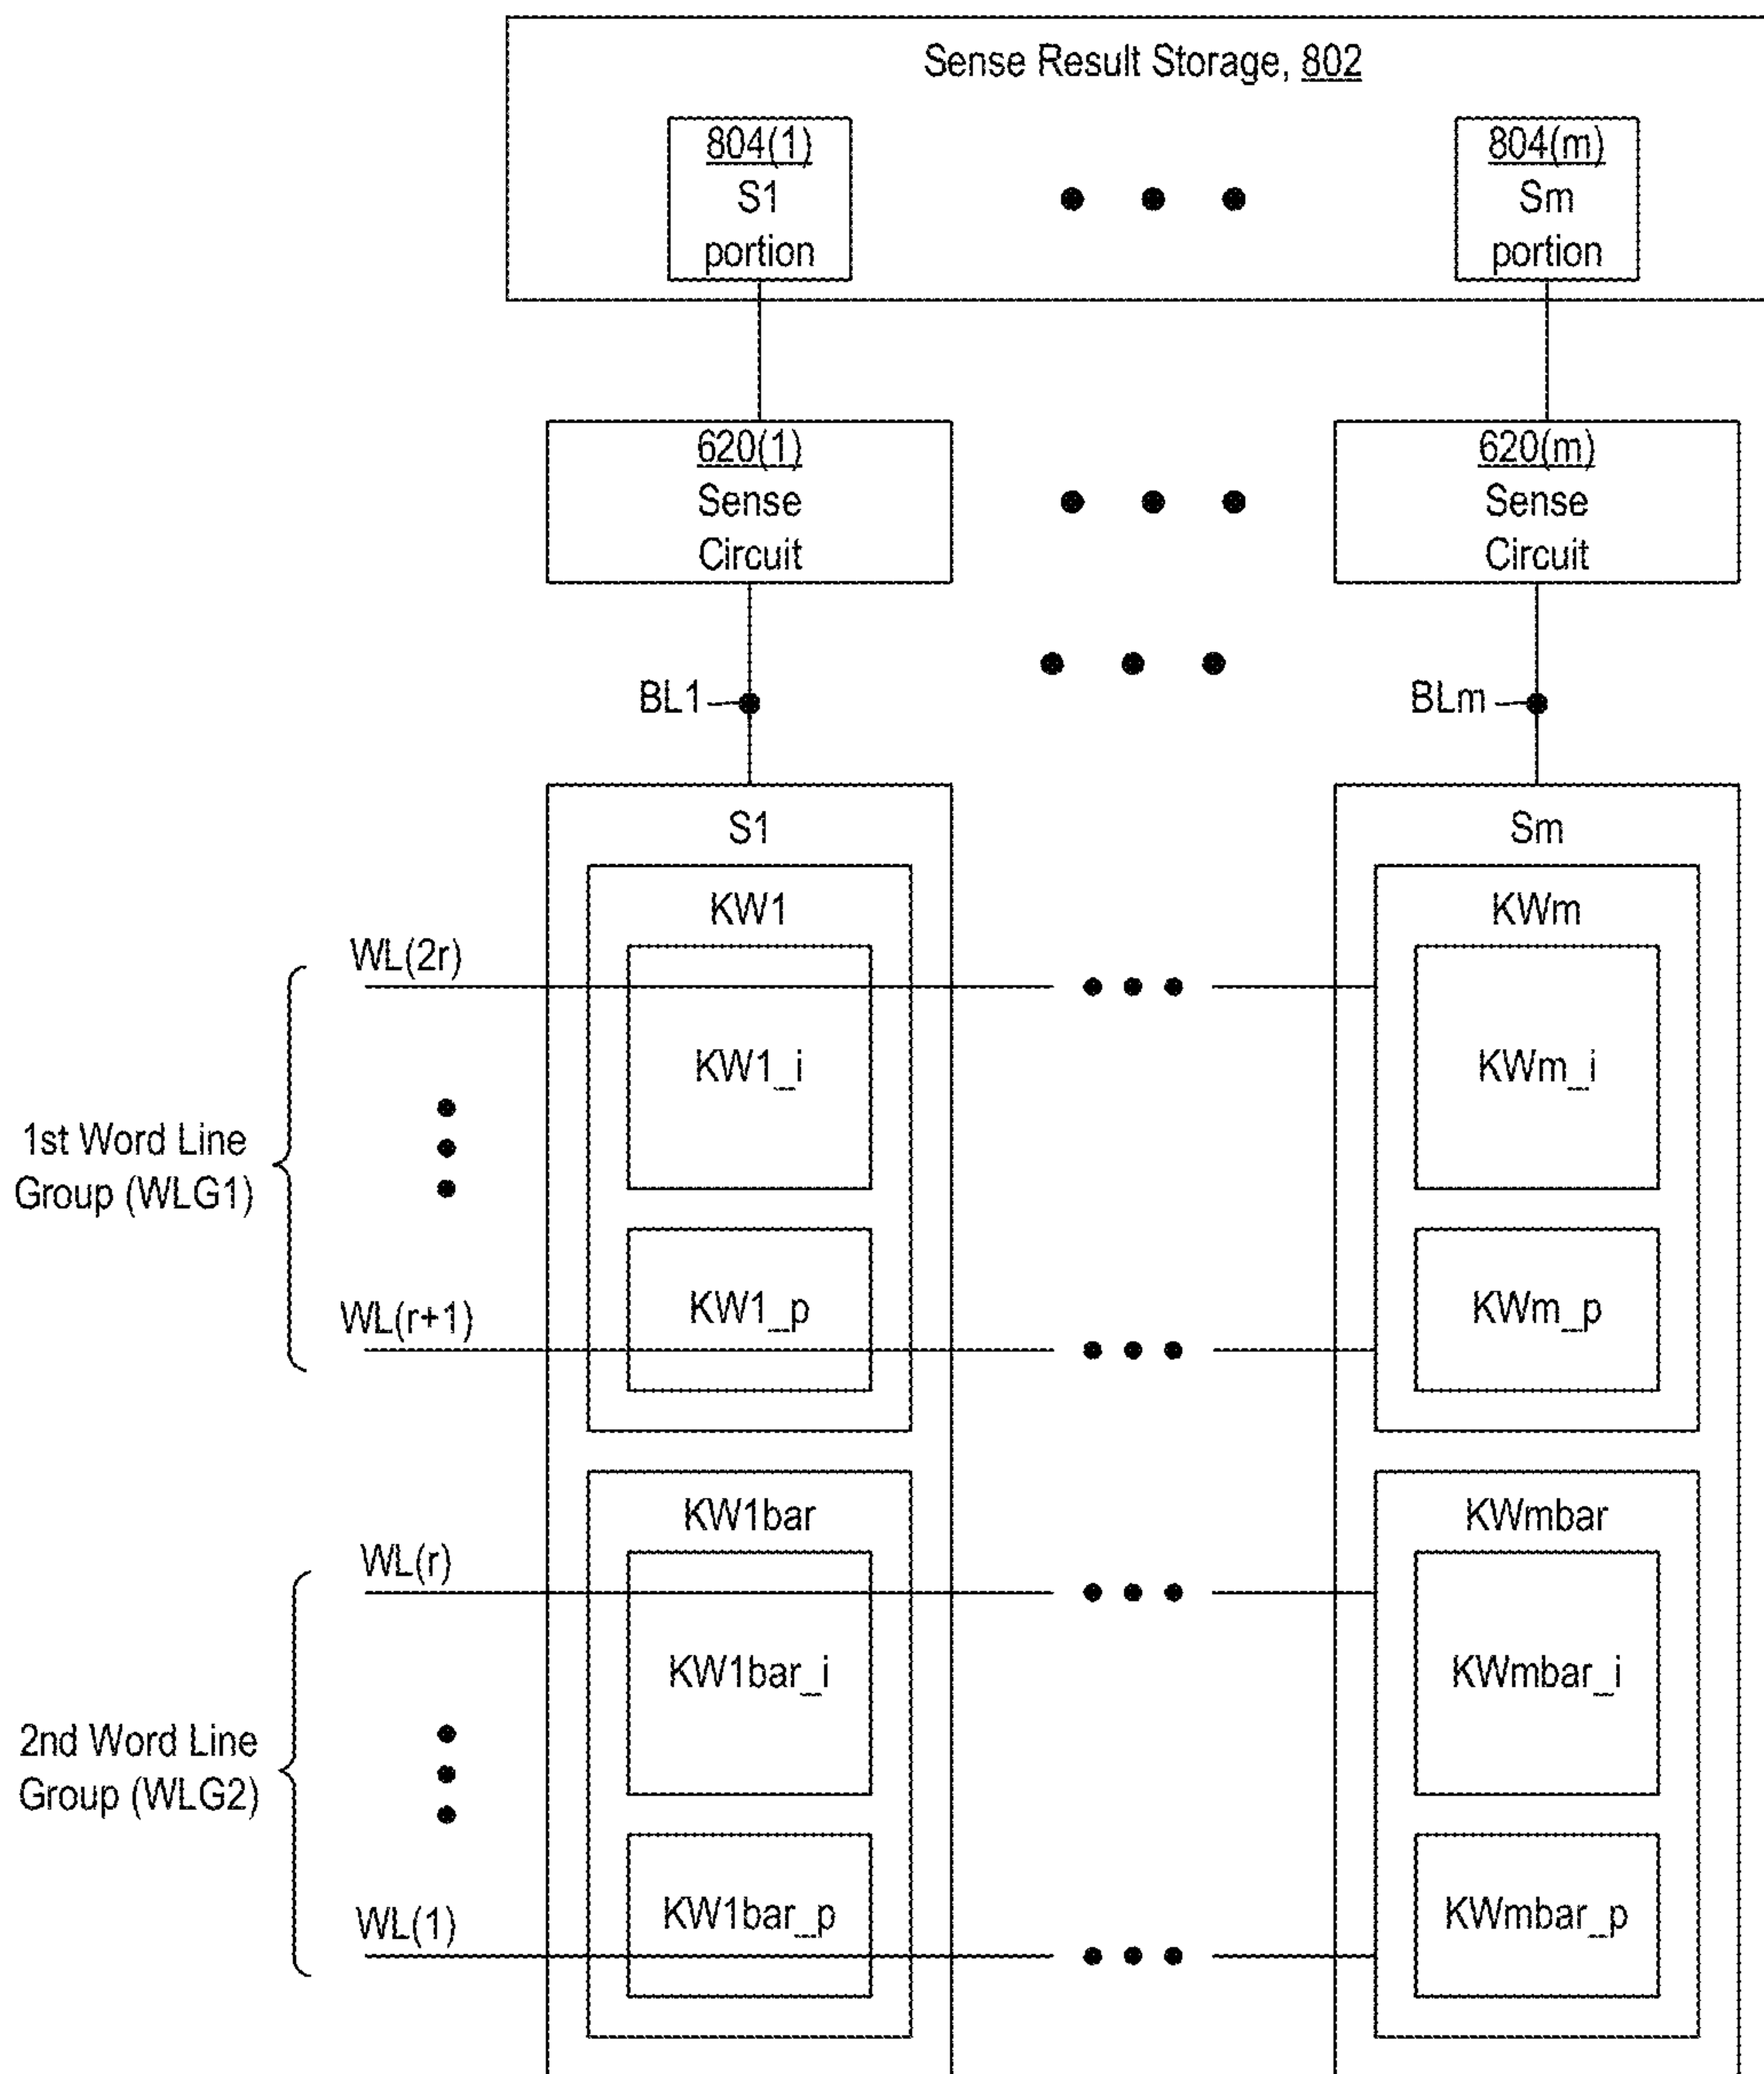 Sense Result Storage, 802
804(1)
S1
portion
804(m)
Sm
portion
620(1)
Sense
Circuit
620(m)
Sense
Circuit
BL1
BLm
S1
Sm
KW1
KWm
WL(2r)
KW1_i
KWm_i
1st Word Line
Group (WLG1)
WL(r+1)
KW1_p
KWm_p
KW1bar
KWmbar
WL(r)
KW1bar_i
KWmbar_i
2nd Word Line
Group (WLG2)
WL(1)
KW1bar_p
KWmbar_p